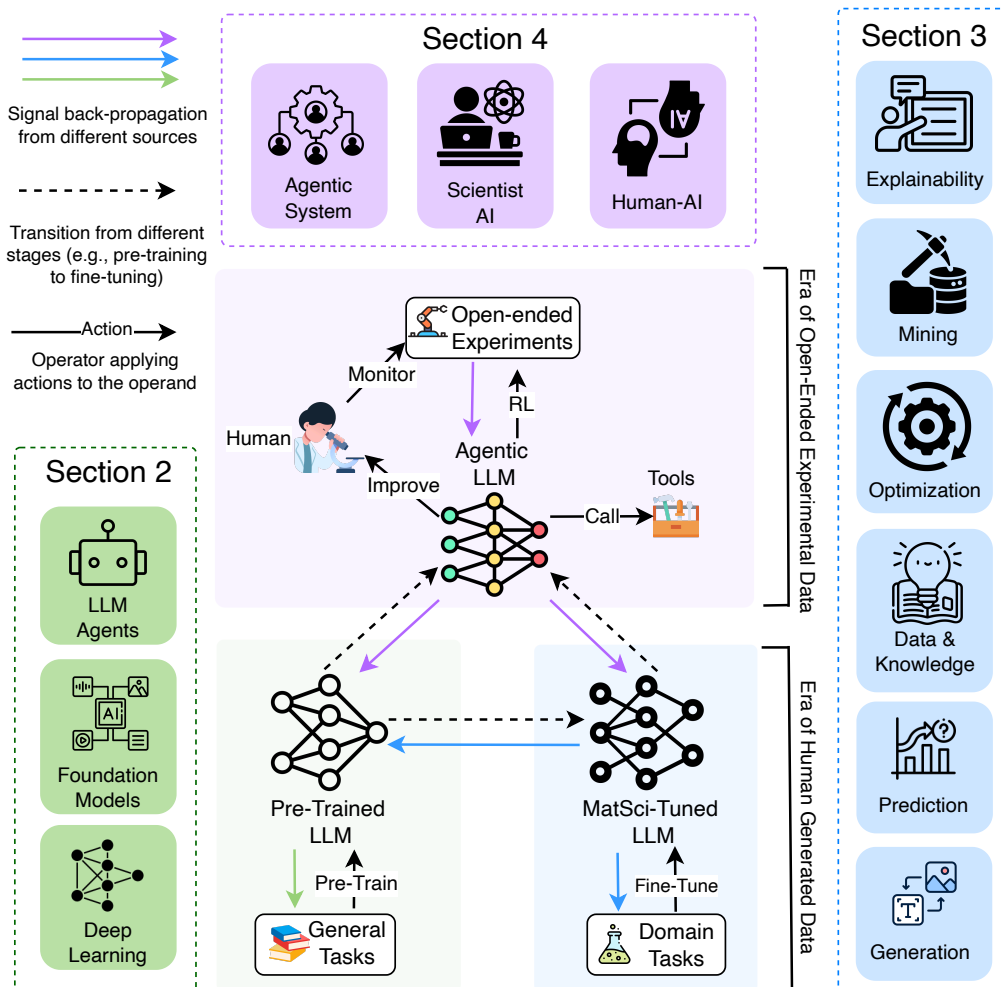 Signal back-propagation
from different sources
Transition from different
stages (e.g., pre-training
to fine-tuning)
Action
Operator applying
actions to the operand
Section 4
Agentic
System
Scientist
AI
AI
Human-AI
Section 3
Explainability
Mining
Optimization
Data &
Knowledge
?
Prediction
T
Generation
Section 2
LLM
Agents
AI
Foundation
Models
Deep
Learning
Open-ended
Experiments
Monitor
RL
Human
Agentic
LLM
Improve
Tools
Call
Era of Open-Ended Experimental Data
Pre-Trained
LLM
MatSci-Tuned
LLM
Pre-Train
Fine-Tune
General
Tasks
Domain
Tasks
Era of Human Generated Data